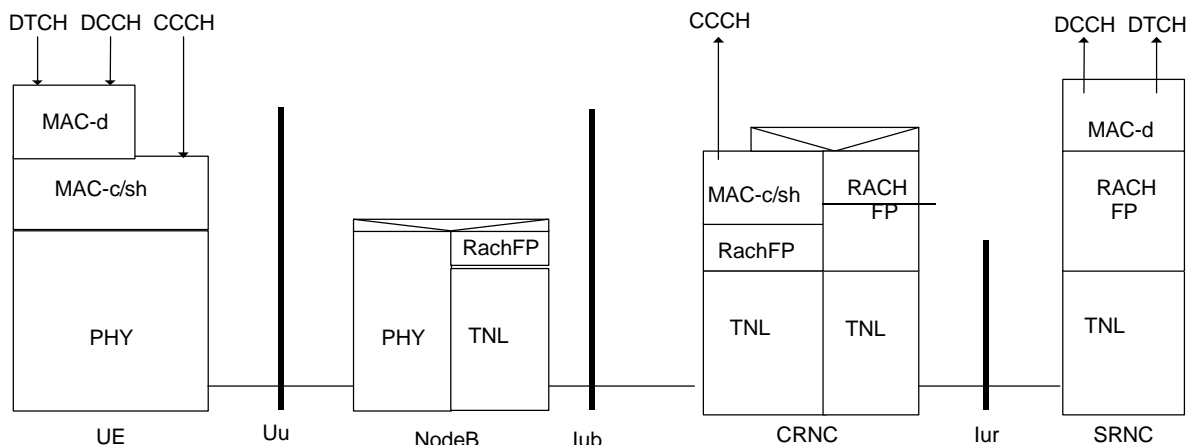 DTCH DCCH CCCH
CCCH
DCCH DTCH
MAC-d
MAC-d
MAC-c/sh
MAC-c/sh
RACH
FP
RACH
FP
RachFP
RachFP
PHY
PHY
TNL
TNL
TNL
TNL
UE
Uu
NodeB
Iub
CRNC
Iur
SRNC